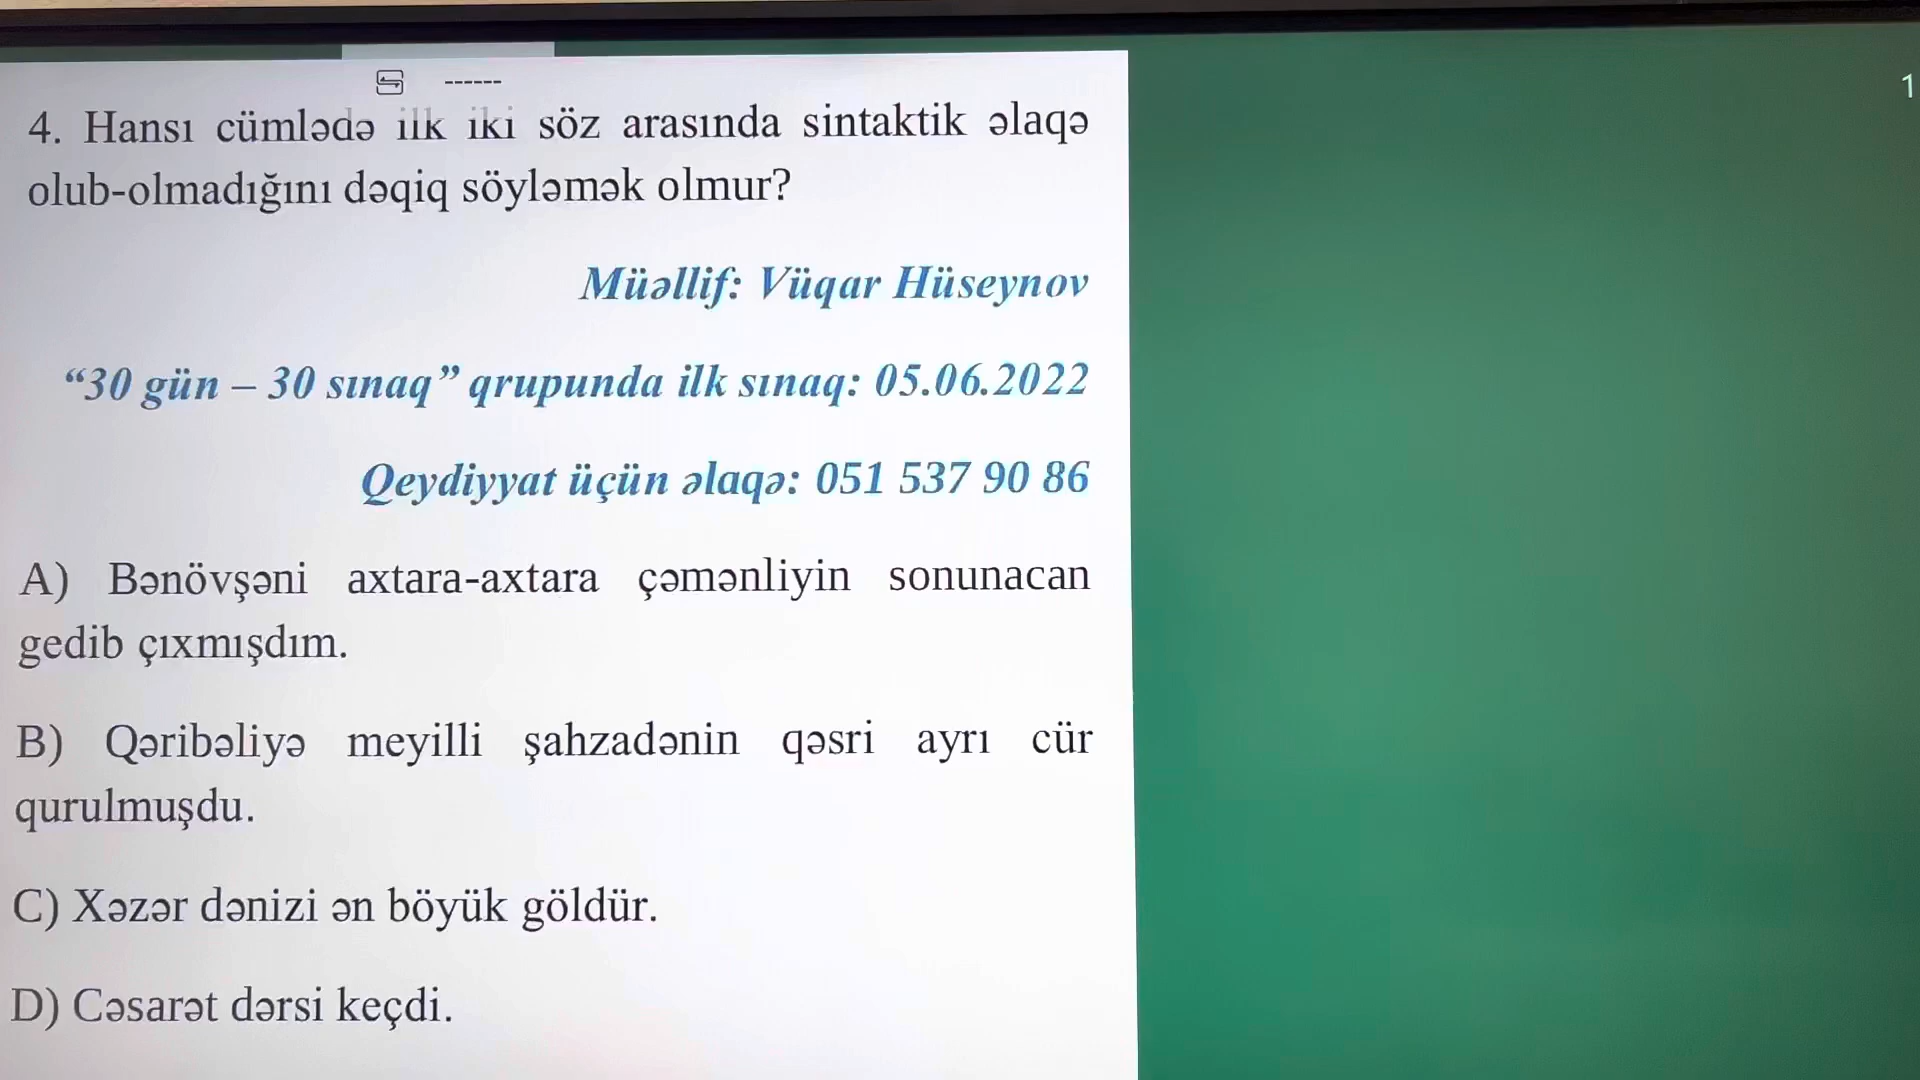 1
4. Hansı cümlədə ilk iki söz arasında sintaktik əlaqə
olub-olmadığını dəqiq söyləmək olmur?
Müəllif: Vüqar Hüseynov
“30 gün – 30 sınaq” qrupunda ilk sınaq: 05.06.2022
Qeydiyyat üçün əlaqə: 051 537 90 86
A) Bənövşəni axtara-axtara çəmənliyin sonunacan
gedib çıxmışdım.
B) Qəribəliyə meyilli şahzadənin qəsri ayrı cür
qurulmuşdu.
C) Xəzər dənizi ən böyük göldür.
D) Cəsarət dərsi keçdi.